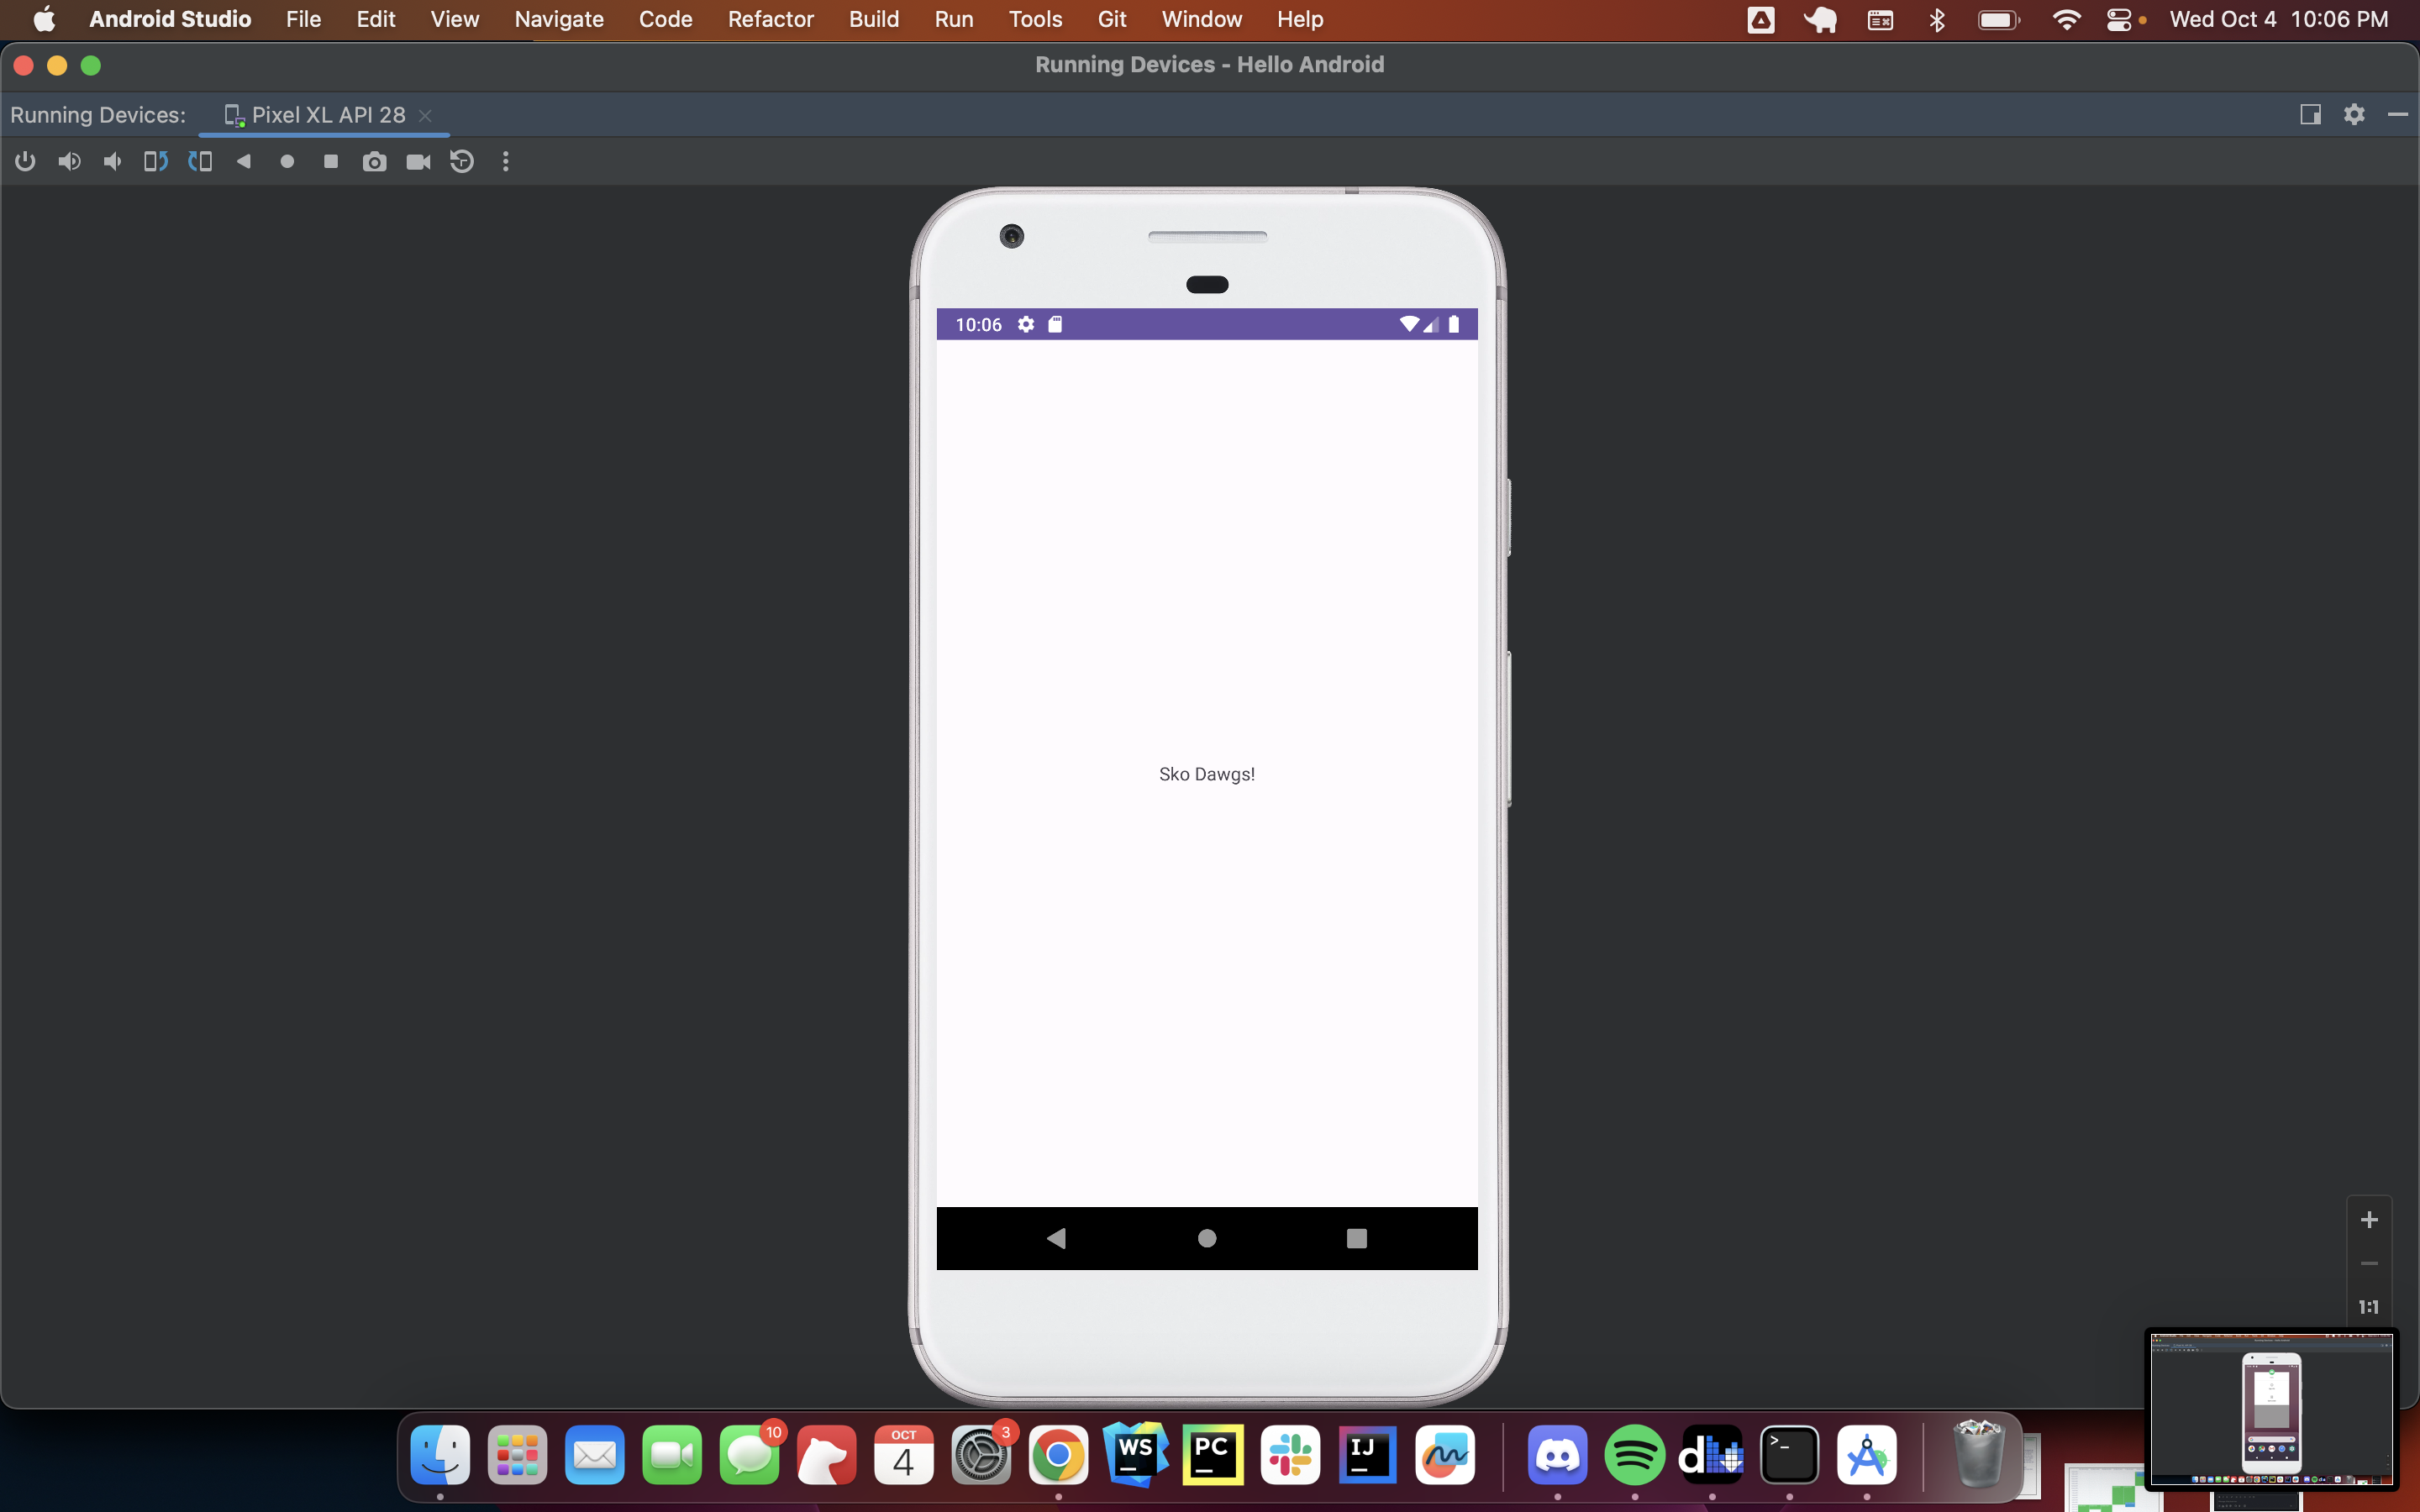 Android Studio File Edit View Navigate Code Refactor Build Run Tools Git Window Help Wed Oct 4 10:06 PM
Running Devices - Hello Android
Running Devices: Pixel XL API 28
10:06
Sko Dawgs!
1:1
10
OCT
4
3
WS
PC
IJ
d
>_